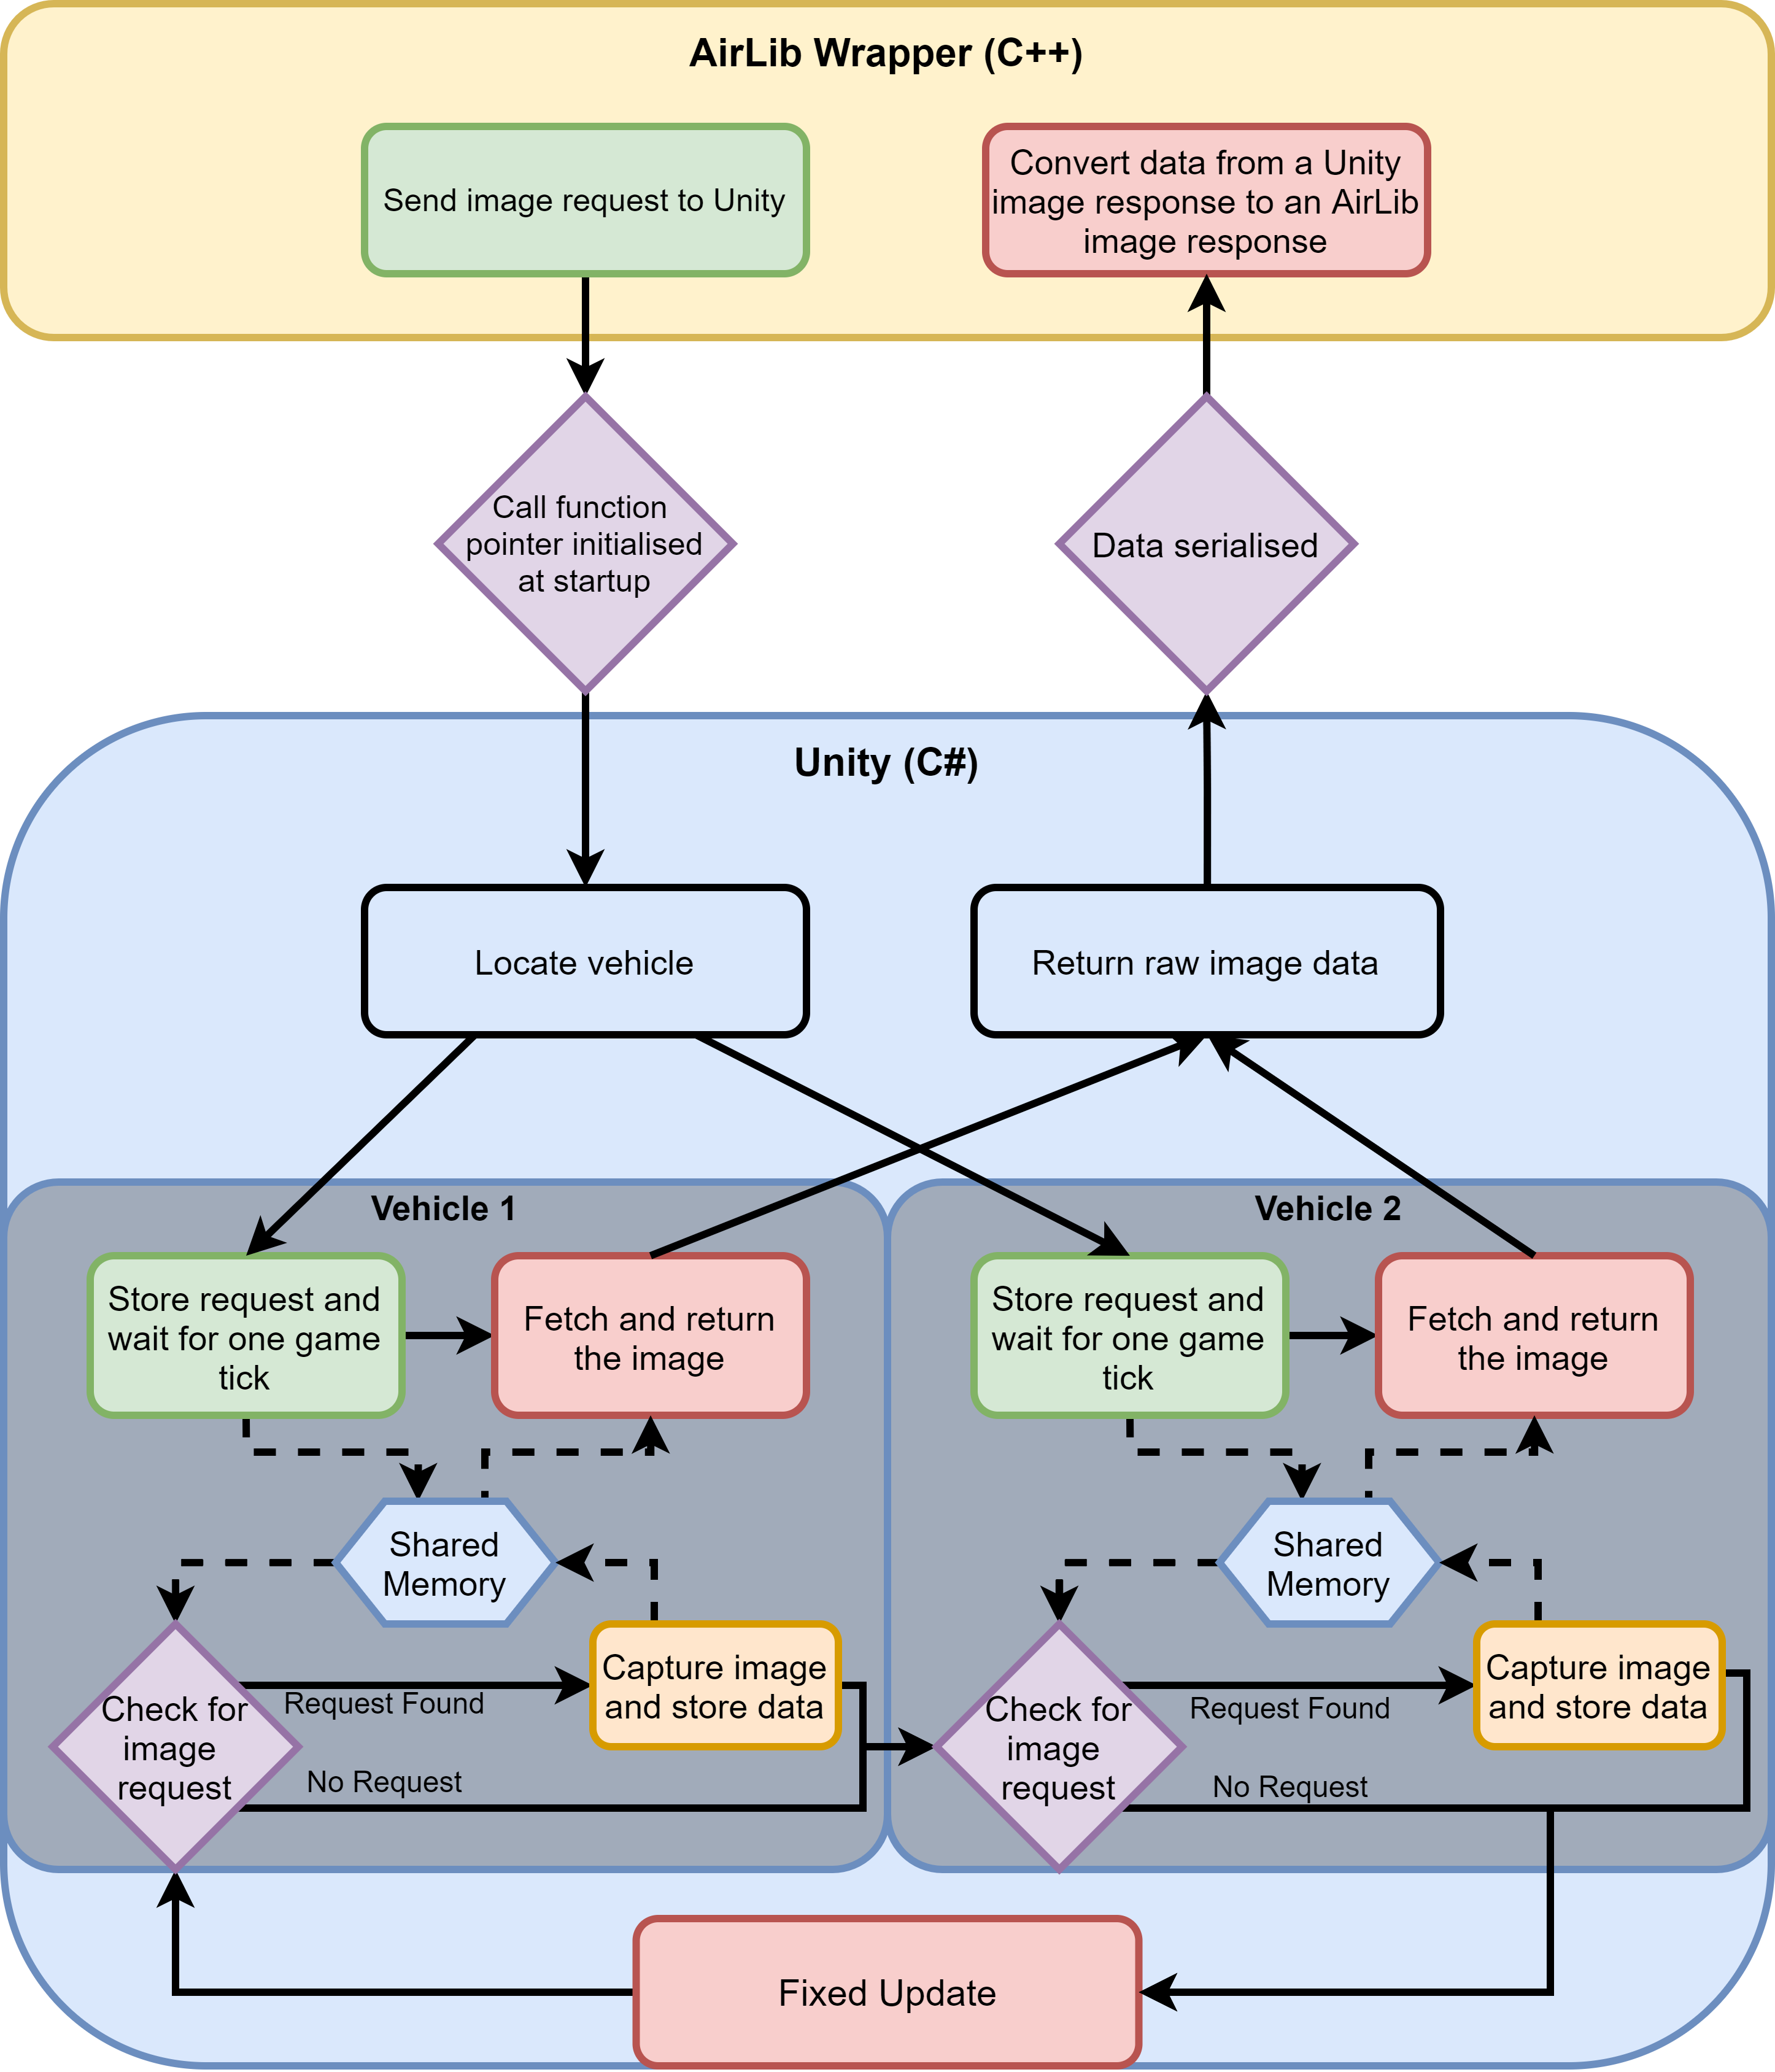 AirLib Wrapper (C++)
Send image request to Unity
Convert data from a Unity
image response to an AirLib
image response
Call function
pointer initialised
at startup
Data serialised
Unity (C#)
Locate vehicle
Return raw image data
Vehicle 1
Store request and
wait for one game
tick
Fetch and return
the image
Shared
Memory
Check for
image
request
Request Found
No Request
Capture image
and store data
Vehicle 2
Store request and
wait for one game
tick
Fetch and return
the image
Shared
Memory
Check for
image
request
Request Found
No Request
Capture image
and store data
Fixed Update